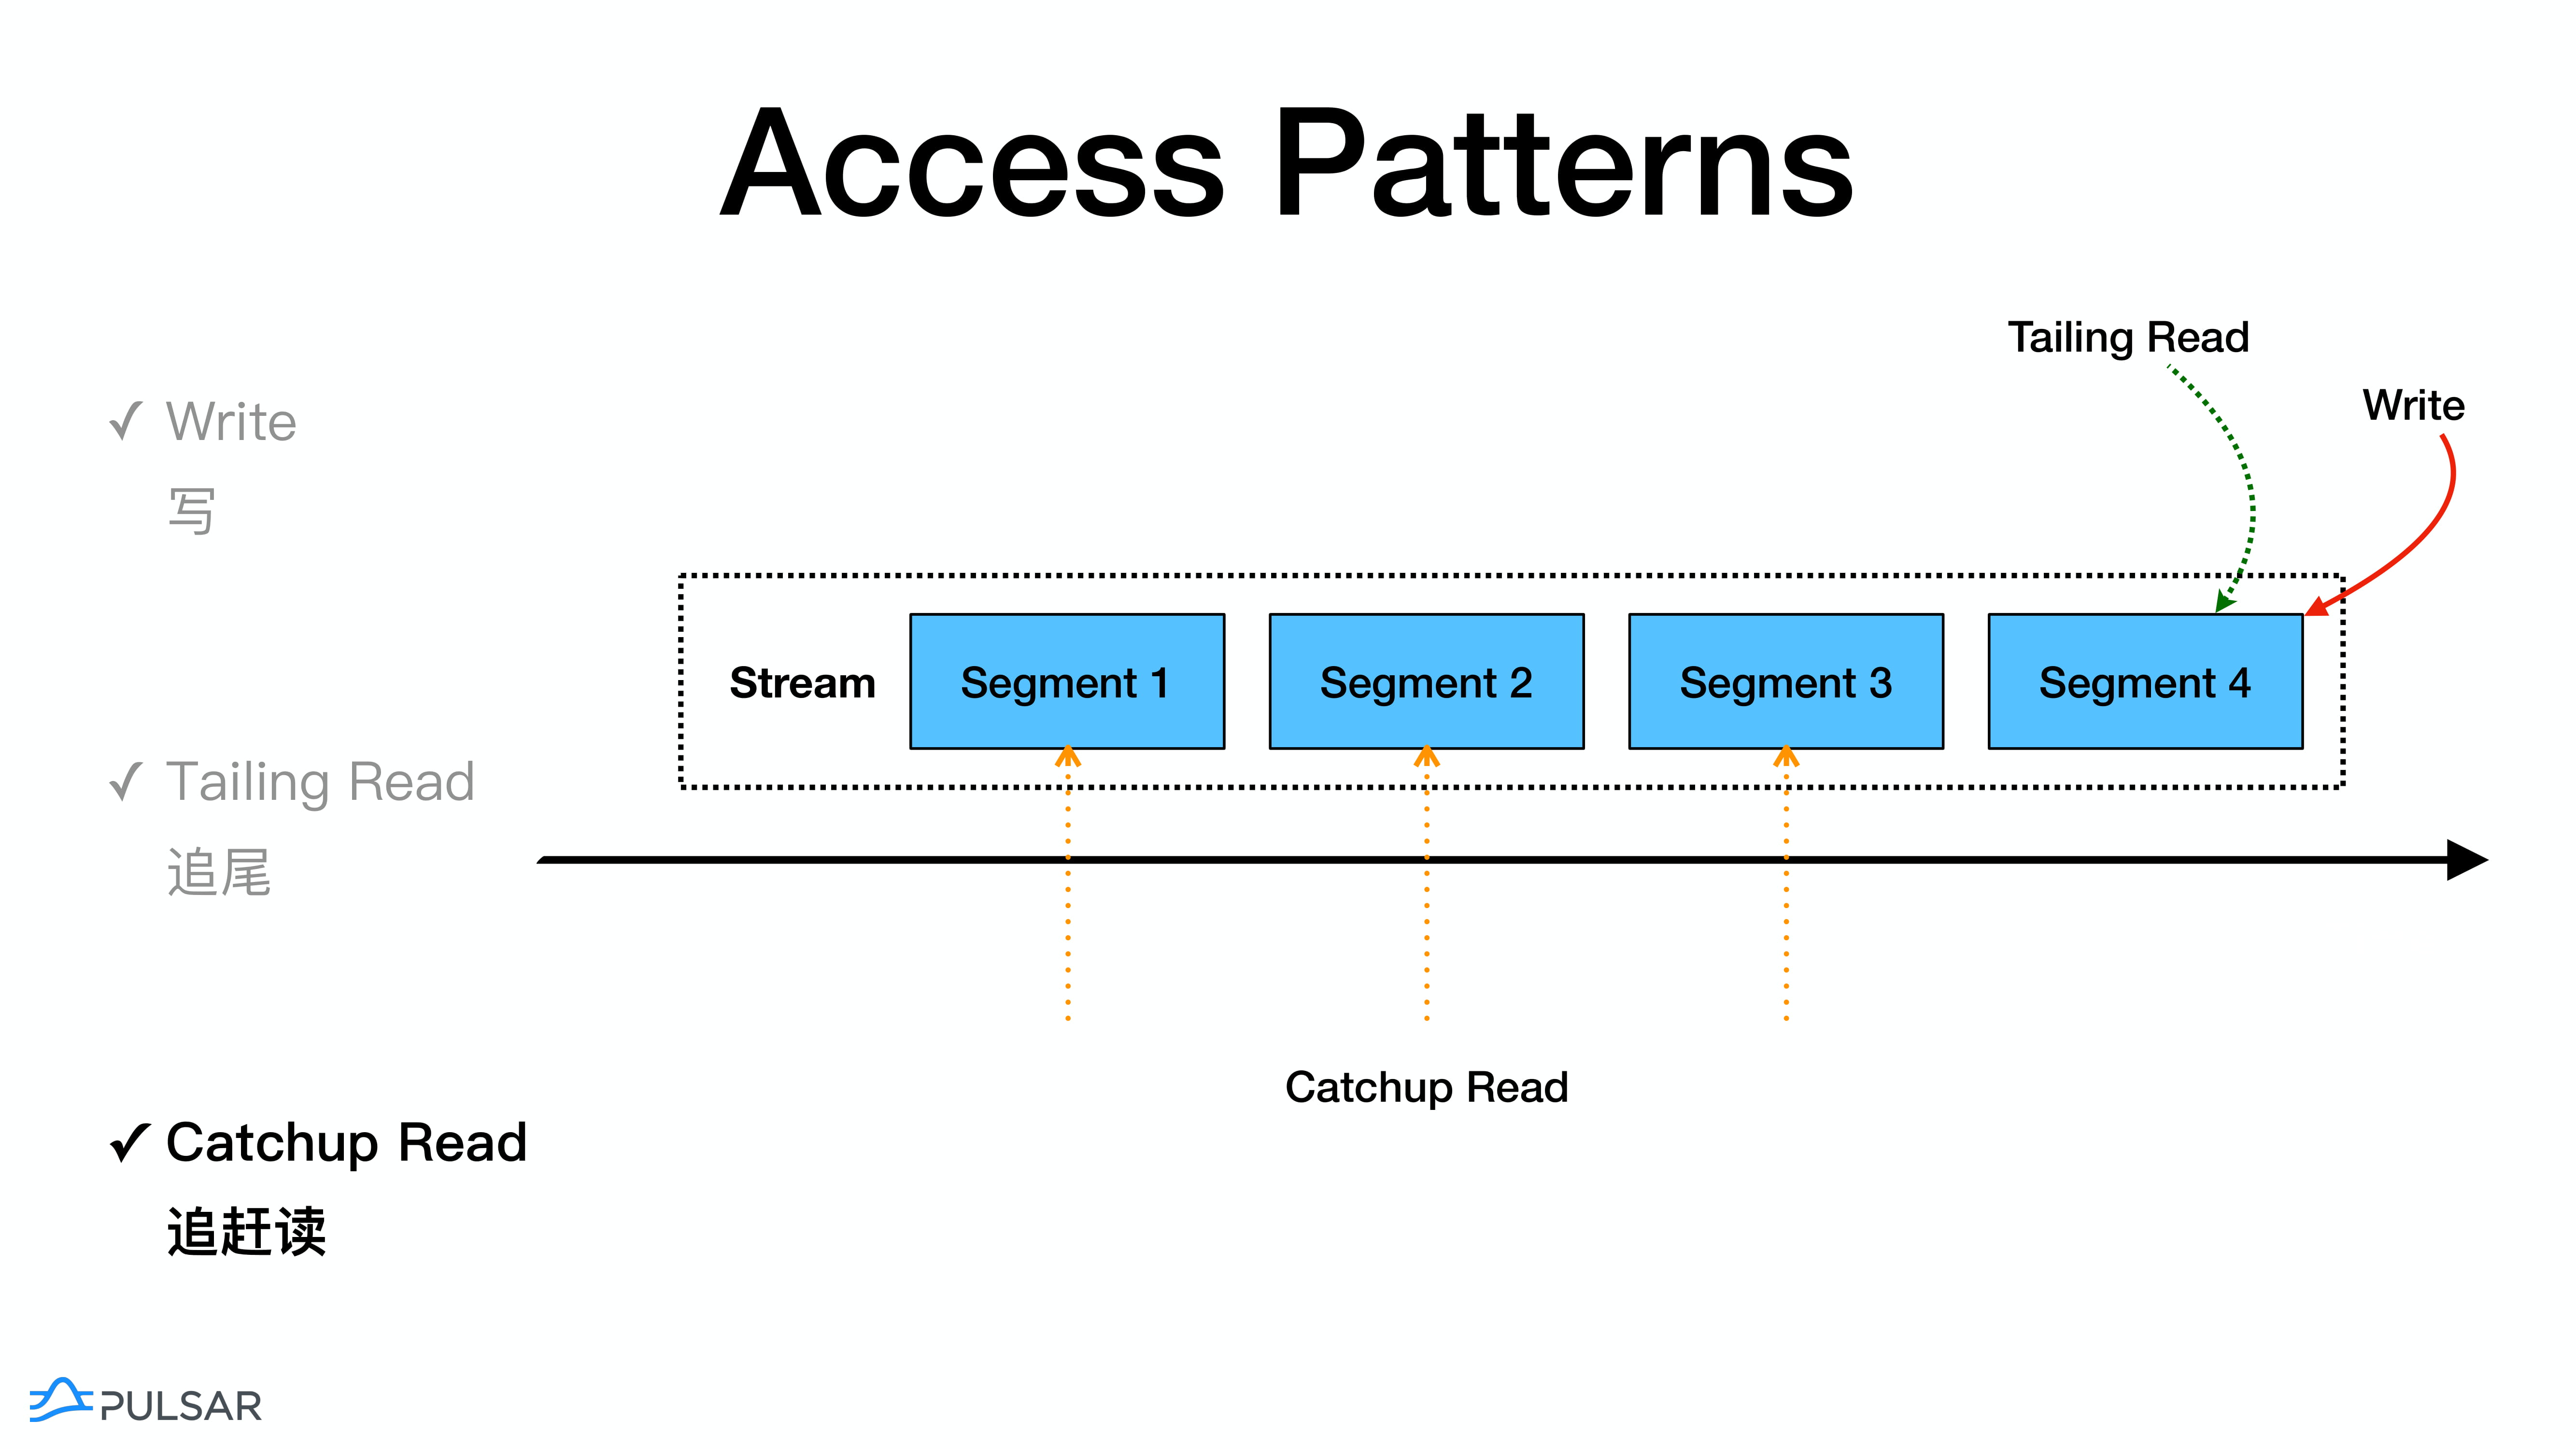 Access Patterns
✓ Write
写
✓ Tailing Read
追尾
✓ Catchup Read
追赶读
Tailing Read
Write
Stream
Segment 1
Segment 2
Segment 3
Segment 4
Catchup Read
PULSAR